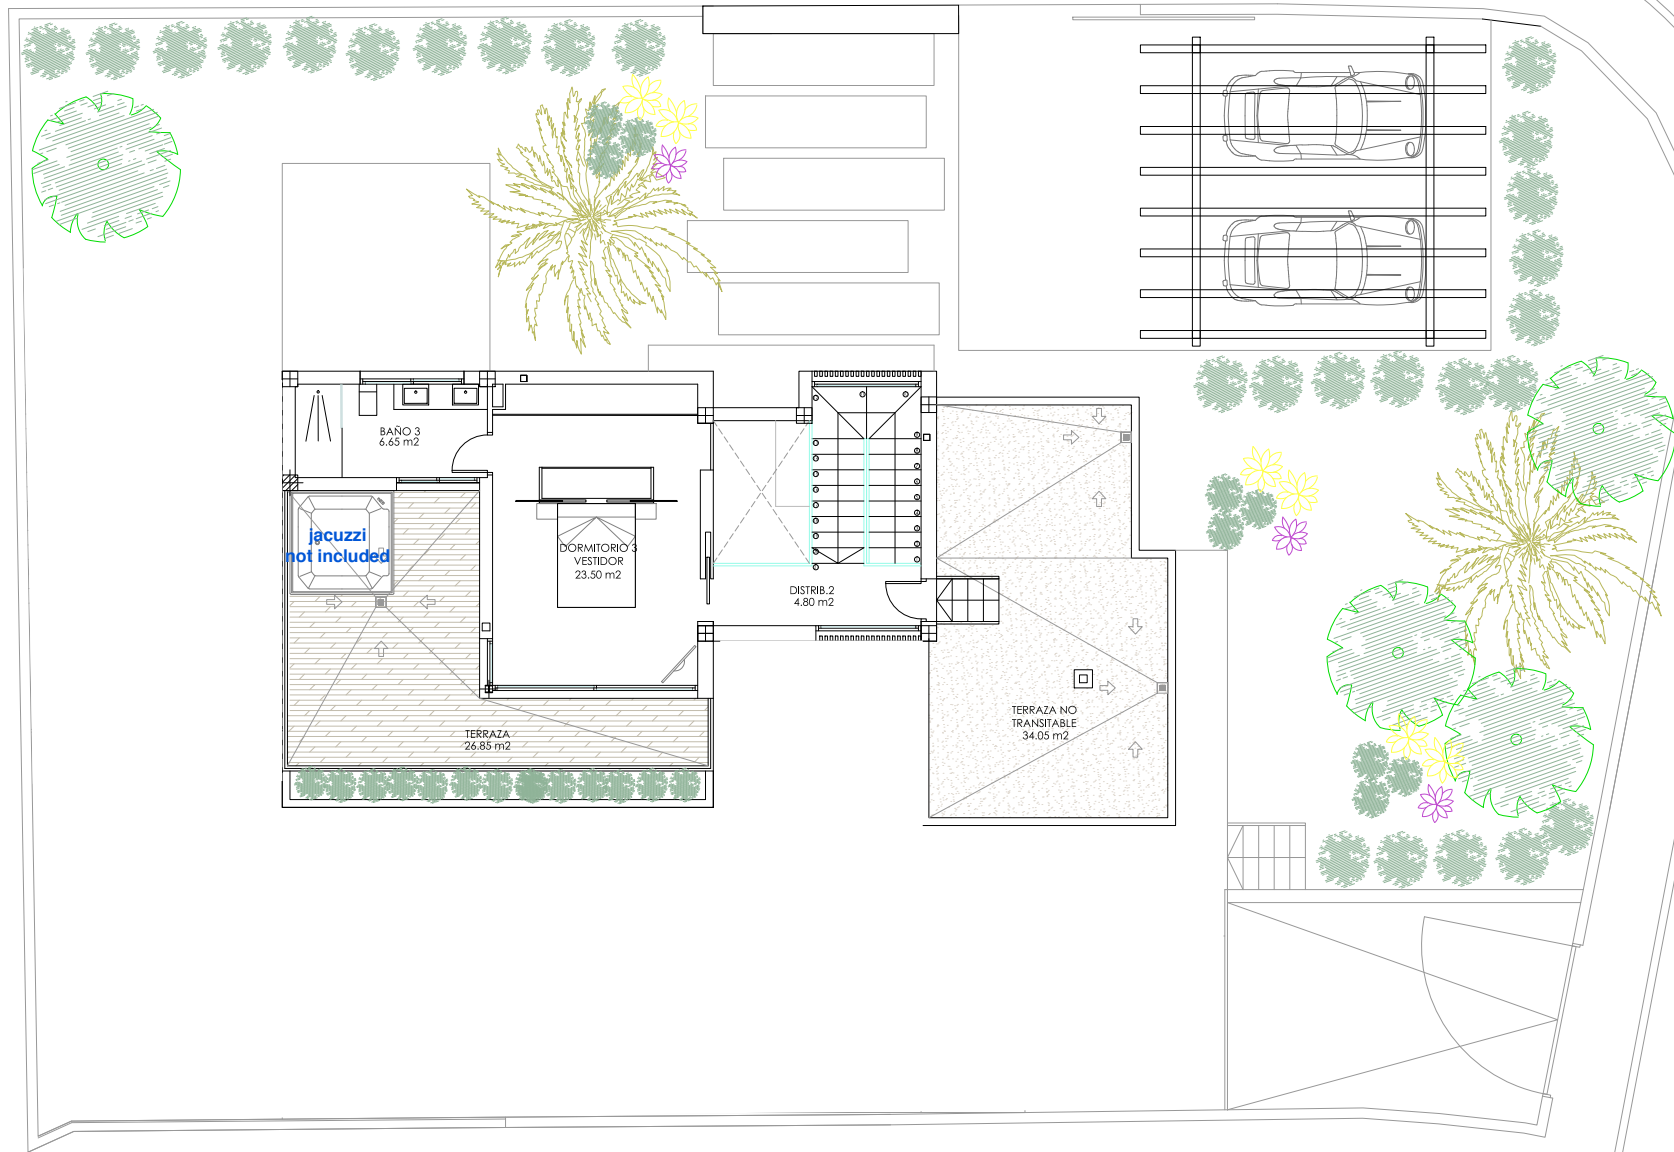 BAÑO 3
6.65 m2
jacuzzi
not included
DORMITORIO 3
VESTIDOR
23.50 m2
DISTRIB.2
4.80 m2
TERRAZA
26.85 m2
TERRAZA NO
TRANSITABLE
34.05 m2